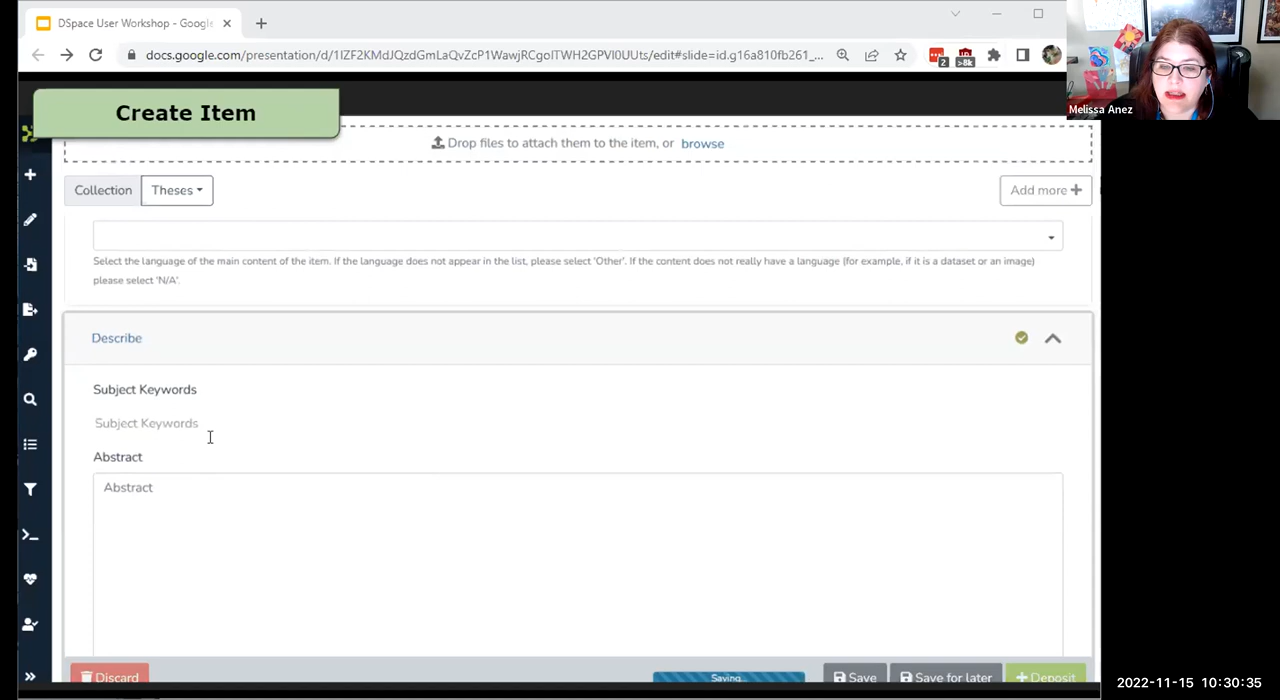 DSpace User Workshop - Google
docs.google.com/presentation/d/1IZF2KMdJQzdGmLaQvZcP1WawjRCgoITWH2GPVI0UUts/edit#slide=id.g16a810fb261_...
2
>8k
Melissa Anez
Create Item
Drop files to attach them to the item, or browse
Collection Theses
Add more
Select the language of the main content of the item. If the language does not appear in the list, please select 'Other'. If the content does not really have a language (for example, if it is a dataset or an image)
please select 'N/A'.
Describe
Subject Keywords
Subject Keywords
Abstract
Abstract
Discard
Saving...
Save
Save for later
Deposit
2022-11-15 10:30:35